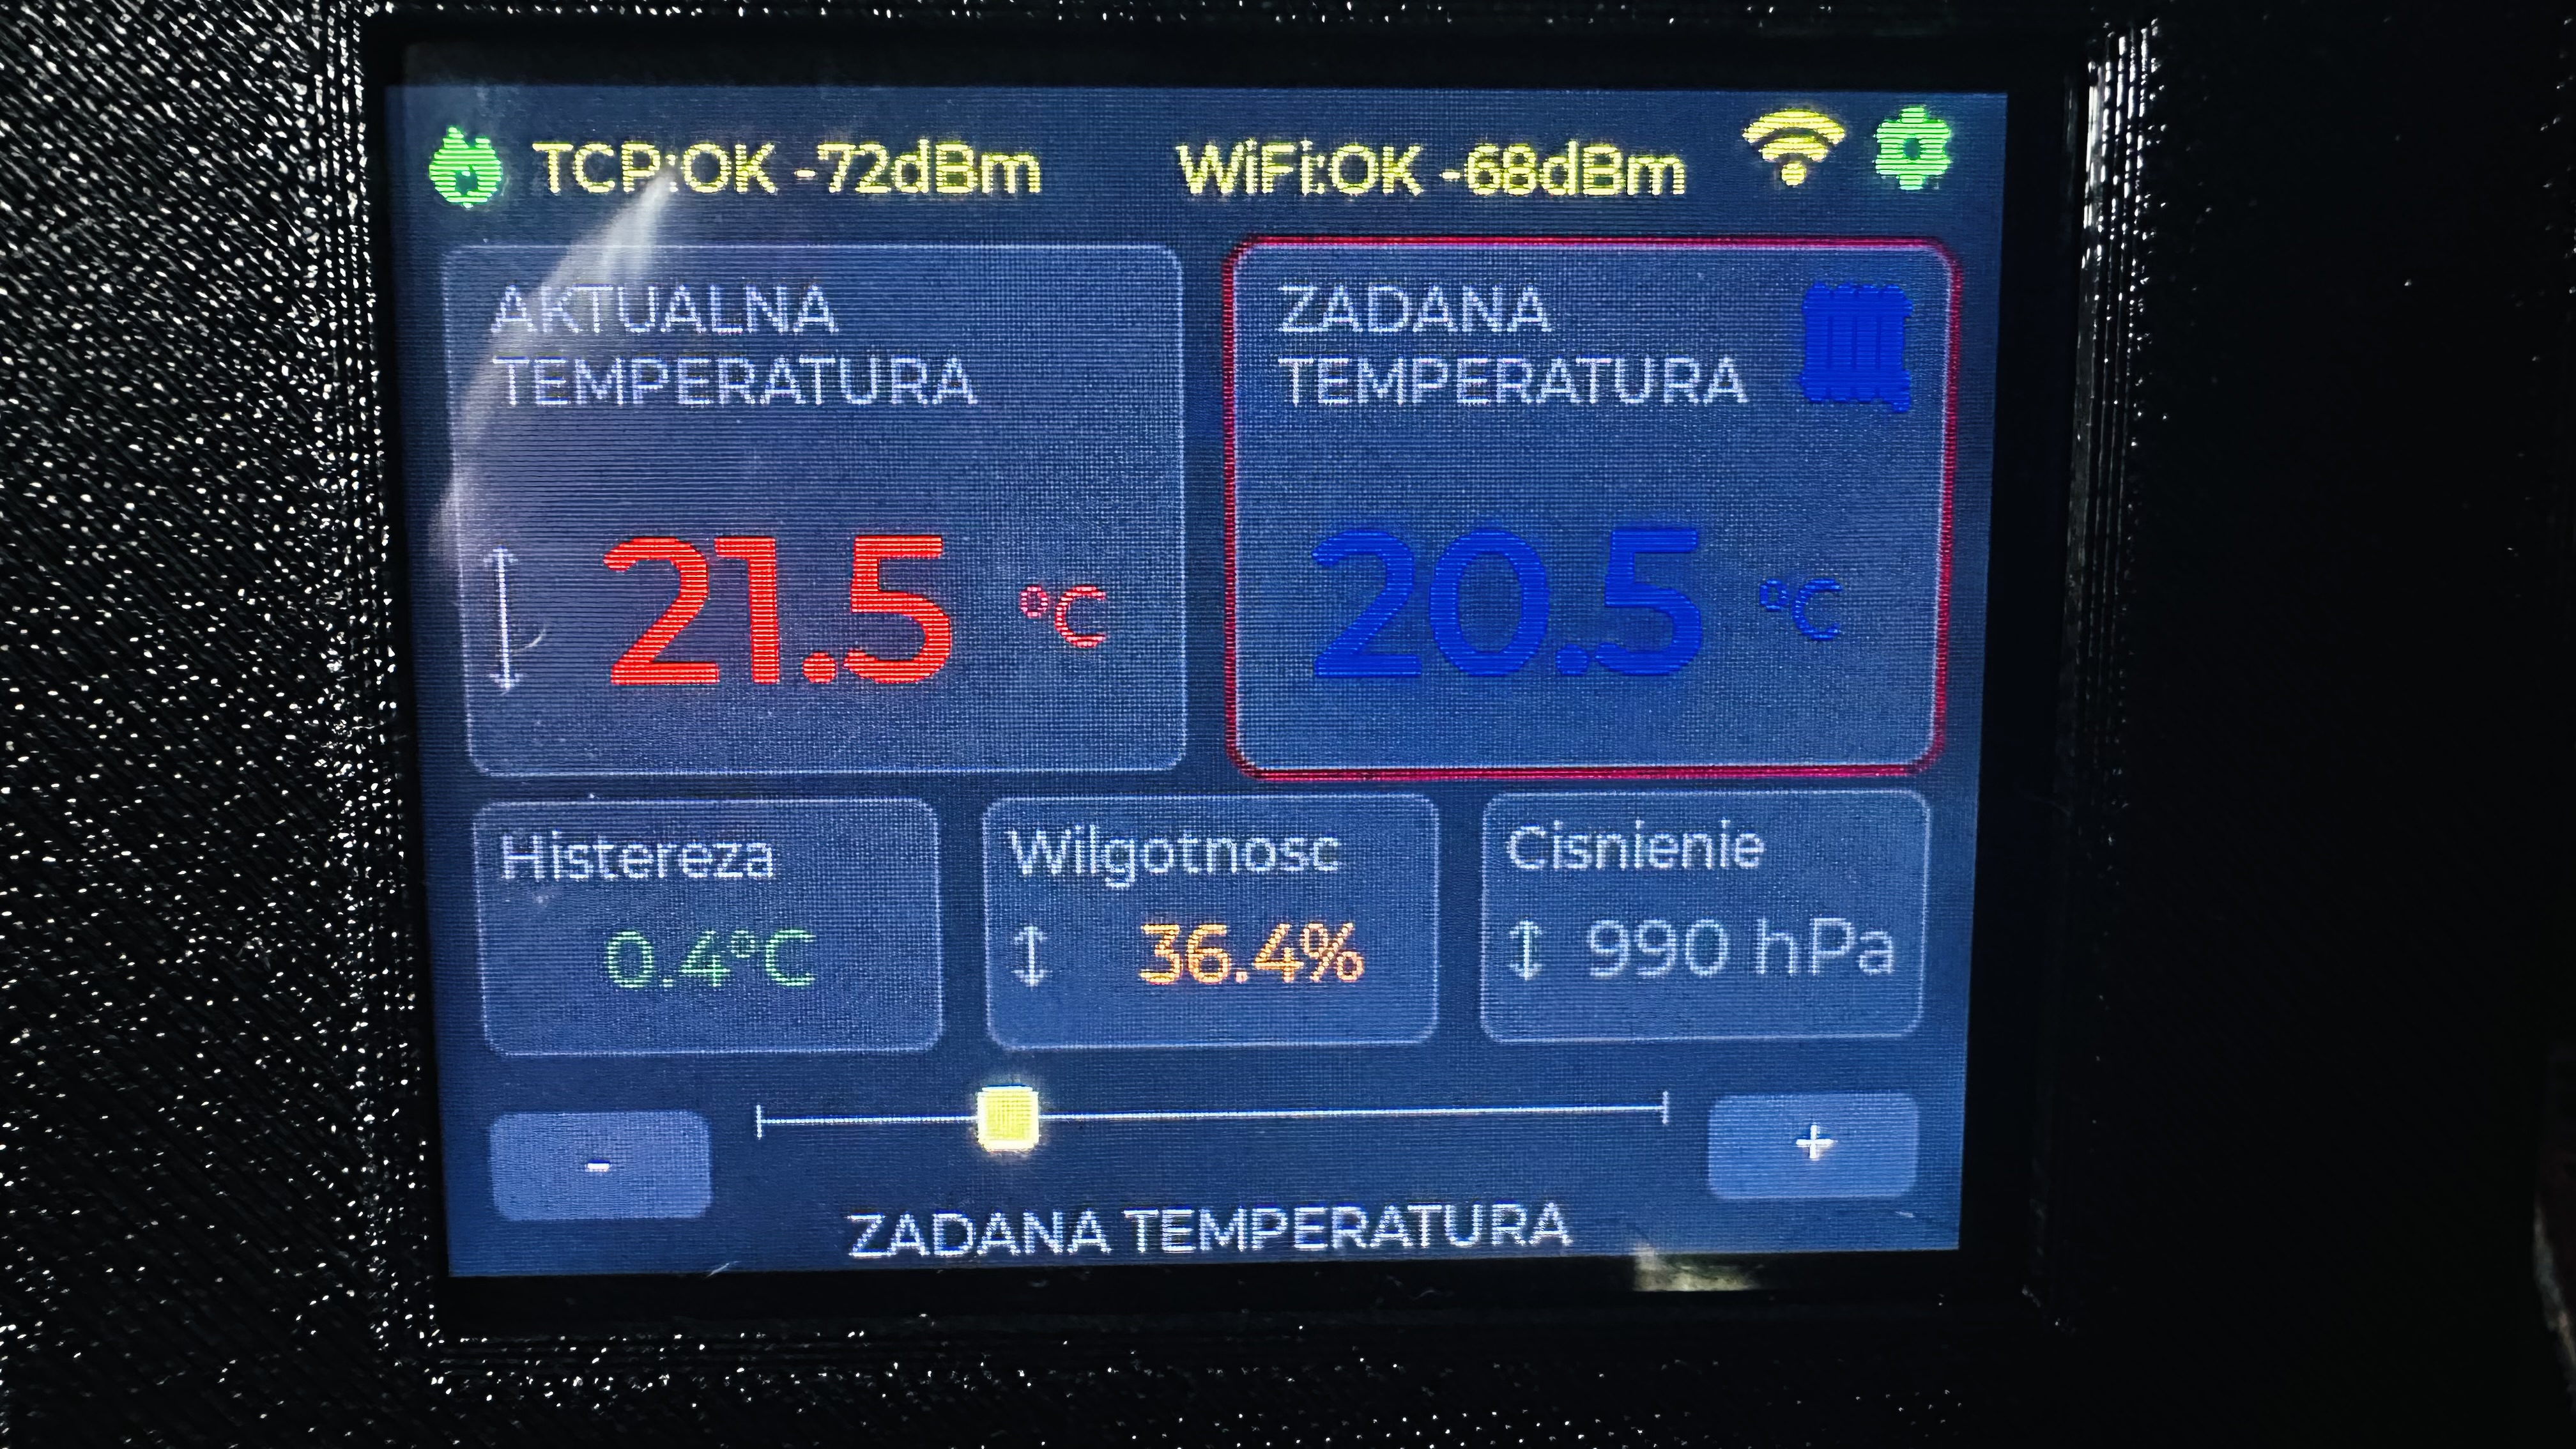 TCP:OK -72dBm WiFi:OK -68dBm
AKTUALNA
TEMPERATURA
21.5 °C
ZADANA
TEMPERATURA
20.5 °C
Histereza
0.4°C
Wilgotnosc
36.4%
Cisnienie
990 hPa
- +
ZADANA TEMPERATURA